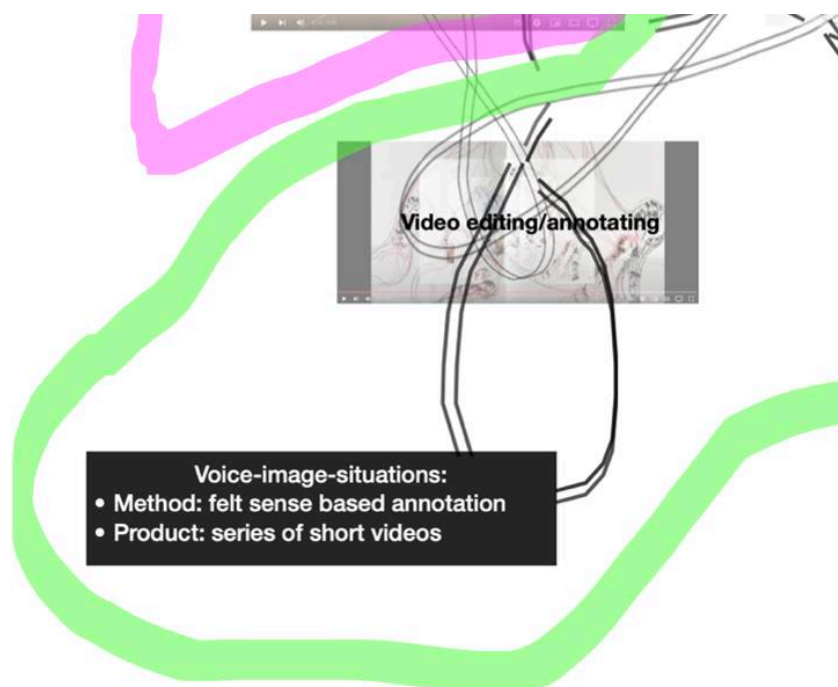 Video editing/annotating
Voice-image-situations:
• Method: felt sense based annotation
• Product: series of short videos